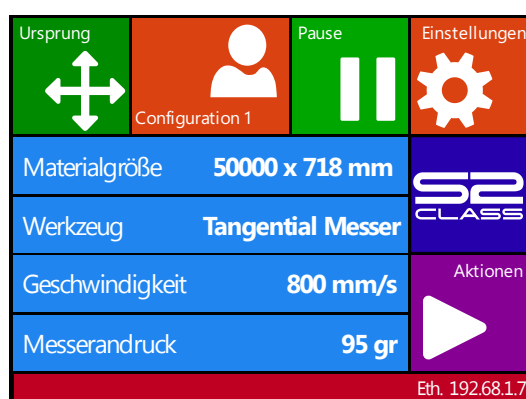 Ursprung
Configuration 1
Pause
Einstellungen
Materialgröße 50000 x 718 mm
S2
CLASS
Werkzeug Tangential Messer
Geschwindigkeit 800 mm/s
Aktionen
Messerandruck 95 gr
Eth. 192.68.1.7